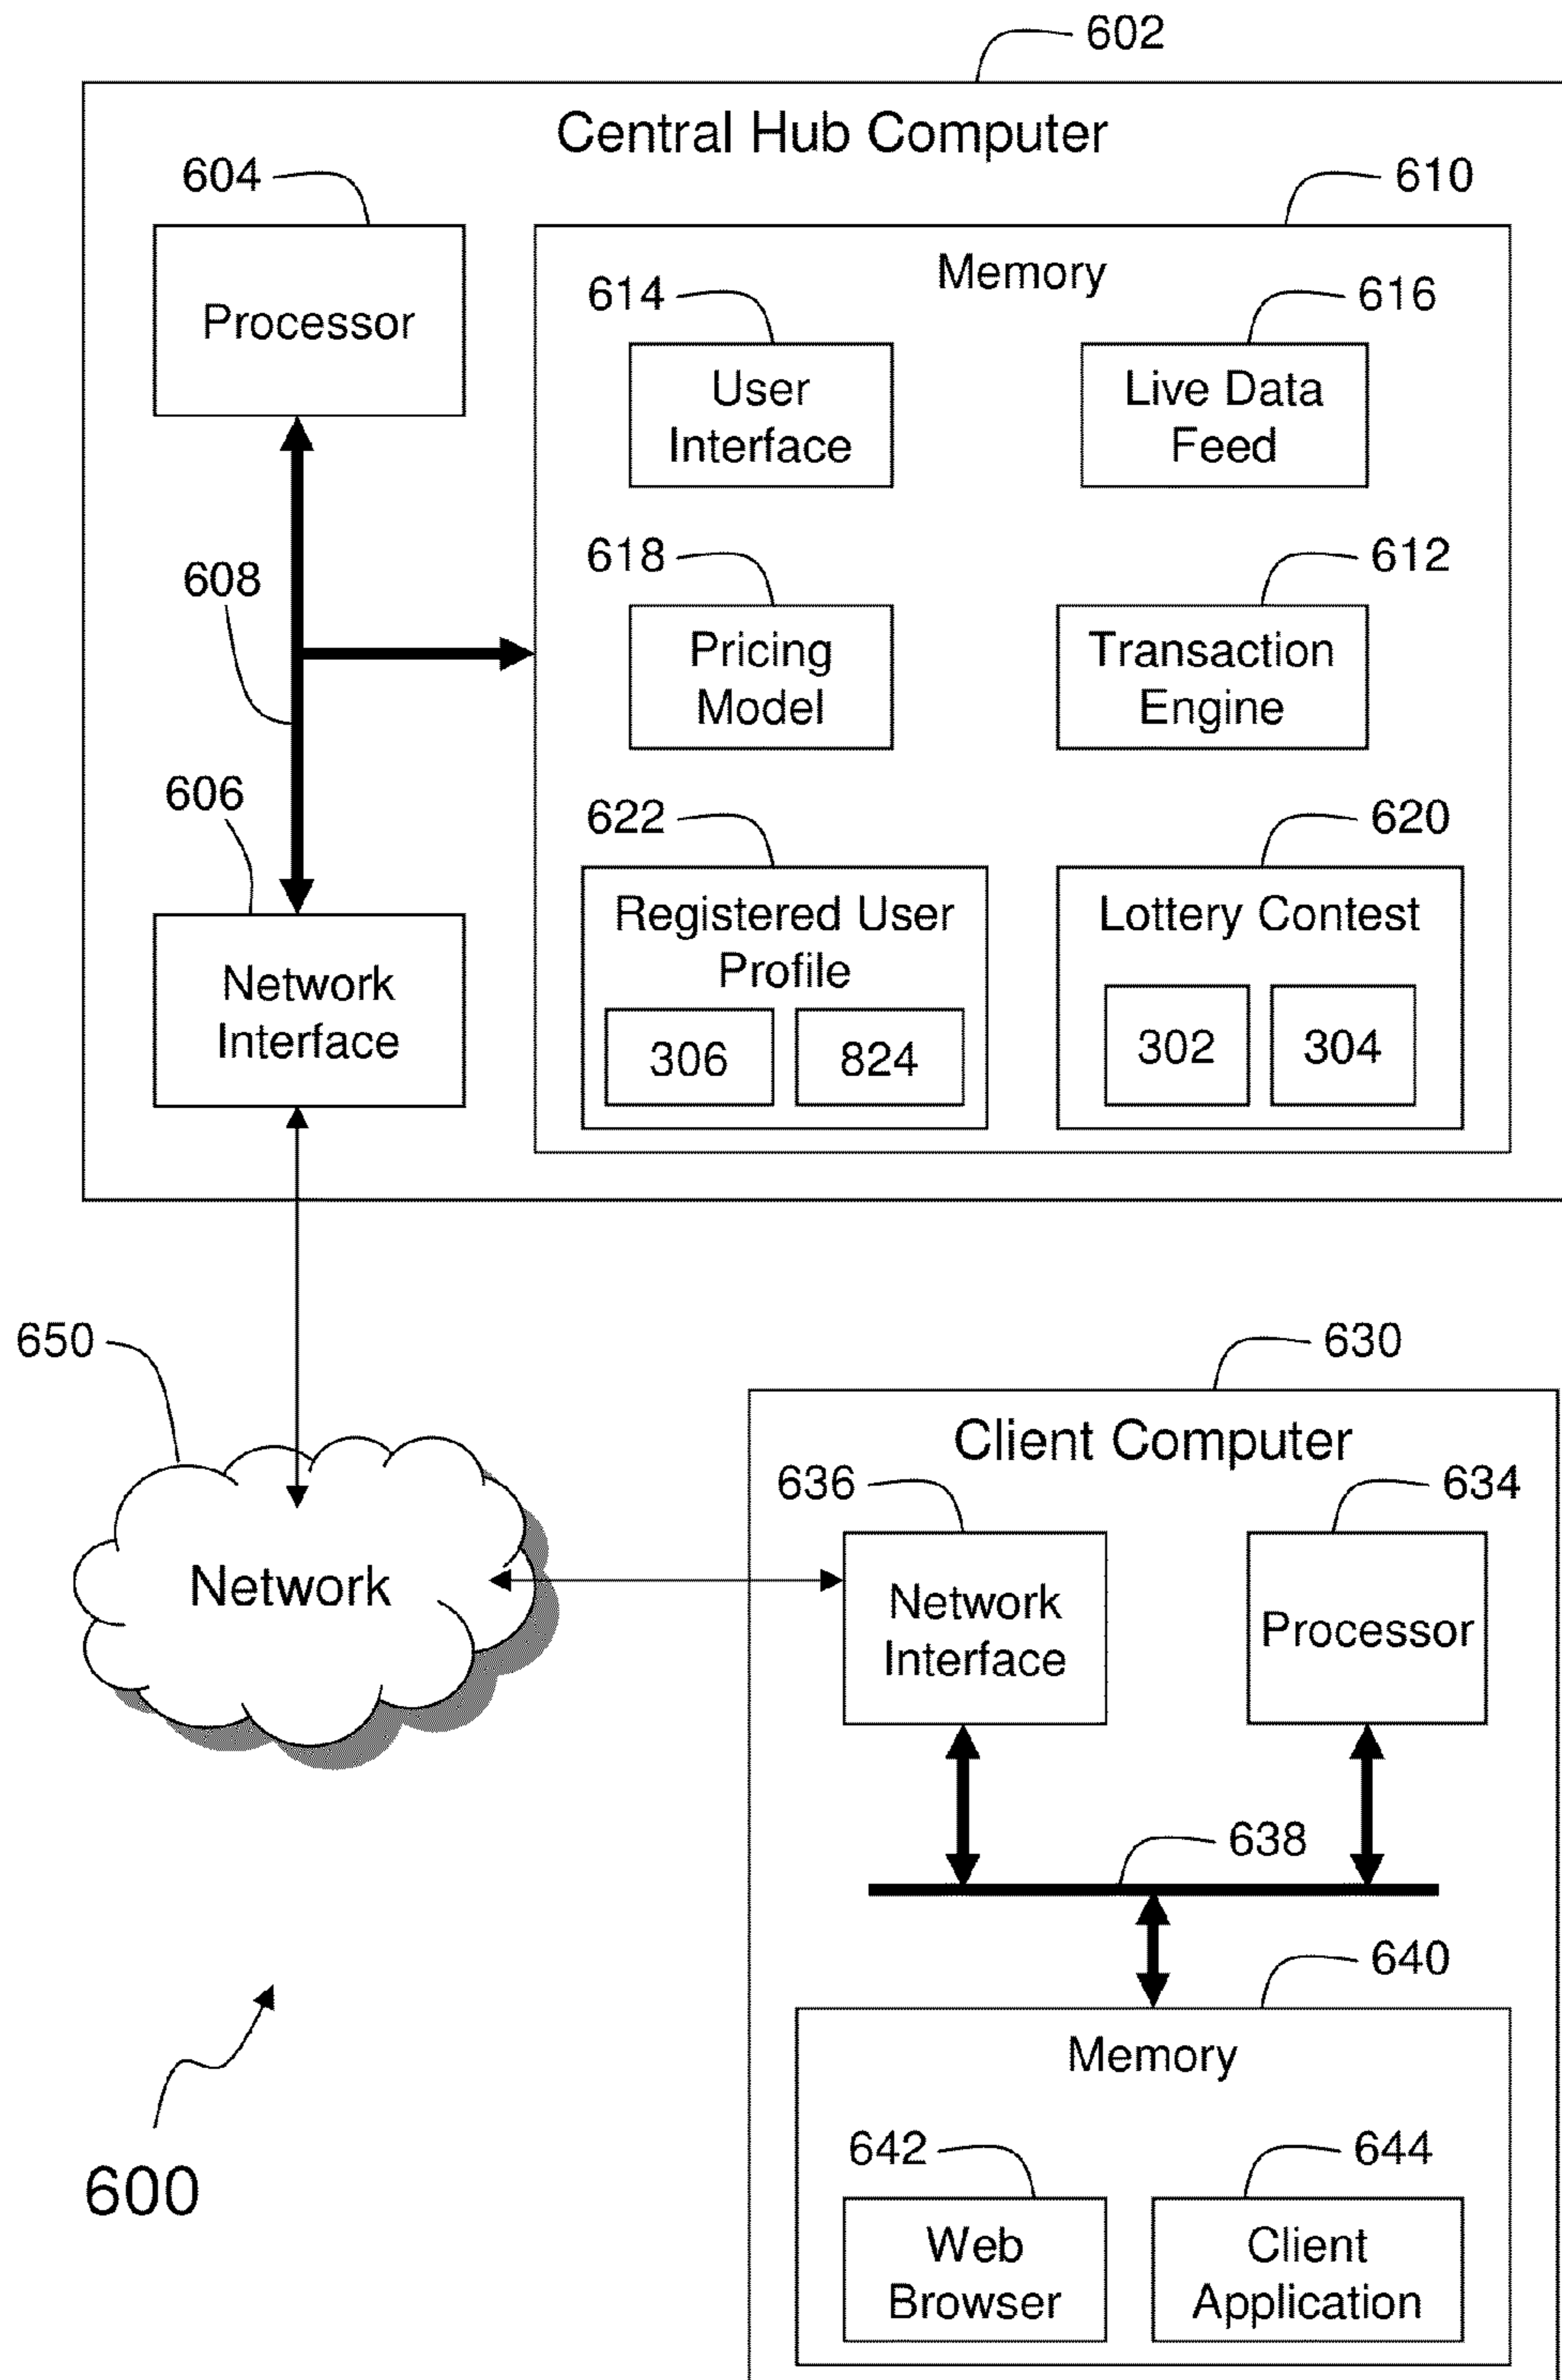 602
Central Hub Computer
604
610
Processor
Memory
614
616
User
Interface
Live Data
Feed
608
618
612
Pricing
Model
Transaction
Engine
606
622
620
Network
Interface
Registered User
Profile
306
824
Lottery Contest
302
304
650
630
Network
Client Computer
636
634
Network
Interface
Processor
638
640
Memory
642
644
Web
Browser
Client
Application
600